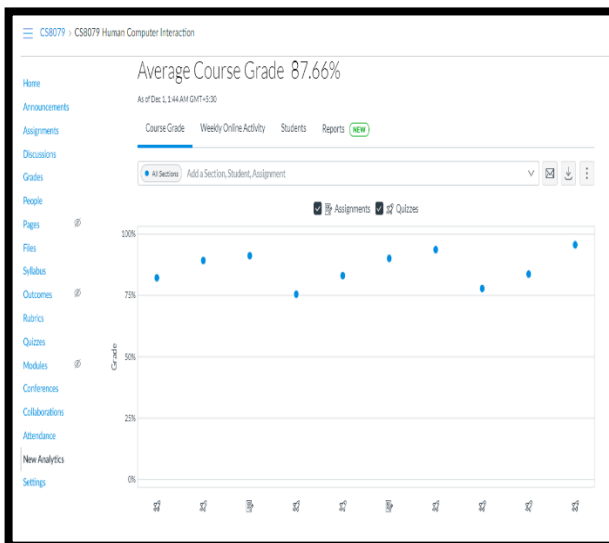 CS8079 > CS8079 Human Computer Interaction
Average Course Grade 87.66%
As of Dec 1, 1:44 AM GMT+5:30
Course Grade Weekly Online Activity Students Reports NEW
All Sections Add a Section, Student, Assignment
Assignments Quizzes
Home
Announcements
Assignments
Discussions
Grades
People
Pages
Files
Syllabus
Outcomes
Rubrics
Quizzes
Modules
Conferences
Collaborations
Attendance
New Analytics
Settings
Grade
100%
75%
50%
25%
0%